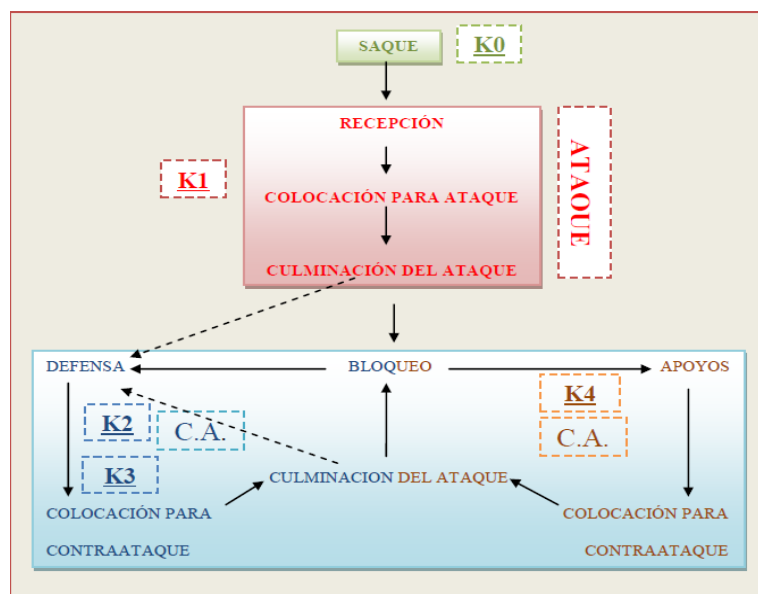 SAQUE
K0
RECEPCIÓN
ATAQUE
K1
COLOCACIÓN PARA ATAQUE
CULMINACIÓN DEL ATAQUE
DEFENSA
BLOQUEO
APOYOS
K2
C.A.
K4
C.A.
K3
CULMINACION DEL ATAQUE
COLOCACIÓN PARA
CONTRAATAQUE
COLOCACIÓN PARA
CONTRAATAQUE